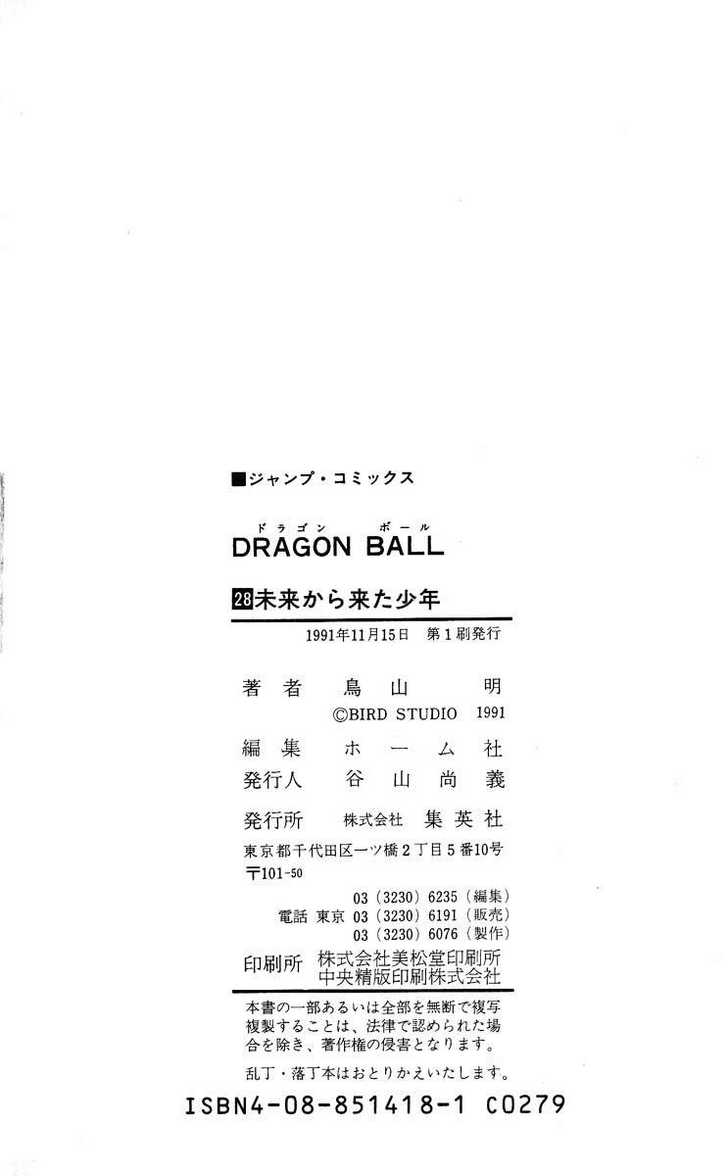 ■ジャンプ・コミックス
ドラゴン ボール
DRAGON BALL
28未来から来た少年
1991年11月15日 第1刷発行
著者 鳥山 明
©BIRD STUDIO 1991
編集 ホーム社
発行人 谷山尚義
発行所 株式会社 集英社
東京都千代田区一ツ橋2丁目5番10号
〒101-50
03 (3230) 6235 (編集)
電話 東京 03 (3230) 6191 (販売)
03 (3230) 6076 (製作)
印刷所 株式会社美松堂印刷所
中央精版印刷株式会社
本書の一部あるいは全部を無断で複写
複製することは、法律で認められた場
合を除き、著作権の侵害となります。
乱丁・落丁本はおとりかえいたします。
ISBN4-08-851418-1 C0279